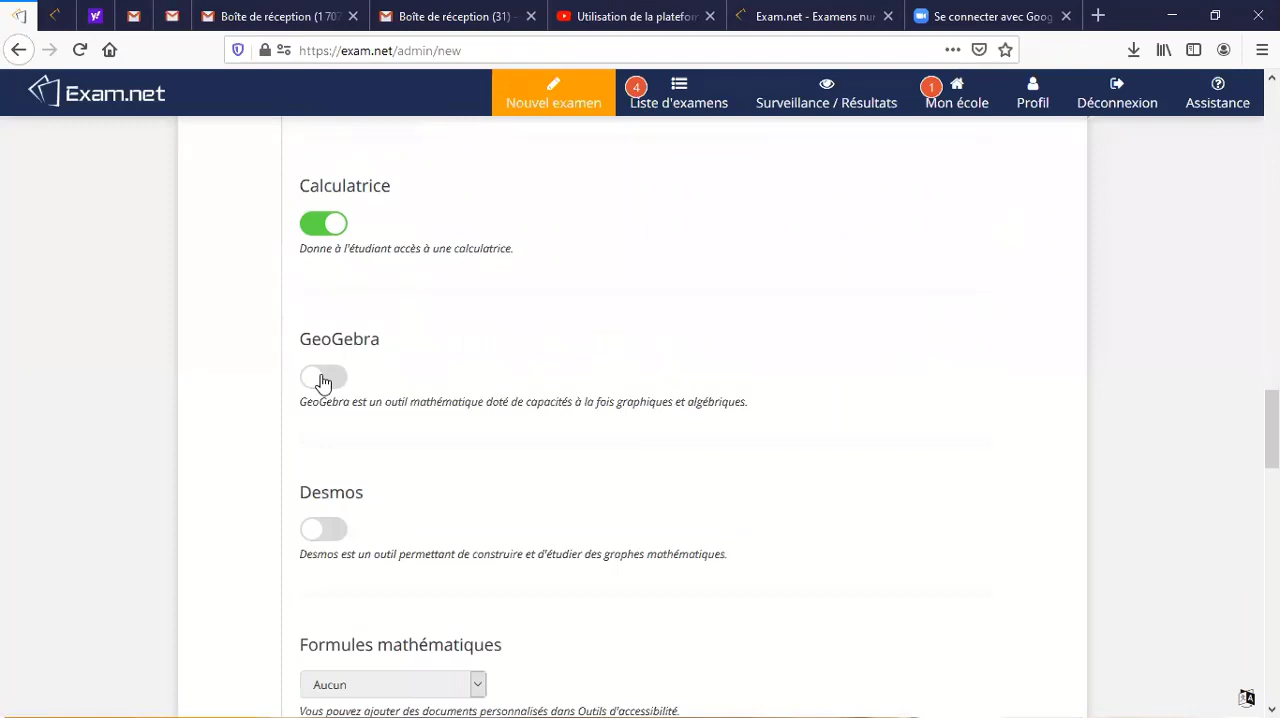 Boîte de réception (1 707
Boîte de réception (31) -
Utilisation de la platefor
Exam.net - Examens nu
Se connecter avec Goog
https://exam.net/admin/new
Exam.net
Nouvel examen
4
Liste d'examens
Surveillance / Résultats
1
Mon école
Profil
Déconnexion
Assistance
Calculatrice
Donne à l'étudiant accès à une calculatrice.
GeoGebra
GeoGebra est un outil mathématique doté de capacités à la fois graphiques et algébriques.
Desmos
Desmos est un outil permettant de construire et d'étudier des graphes mathématiques.
Formules mathématiques
Aucun
Vous pouvez ajouter des documents personnalisés dans Outils d'accessibilité.